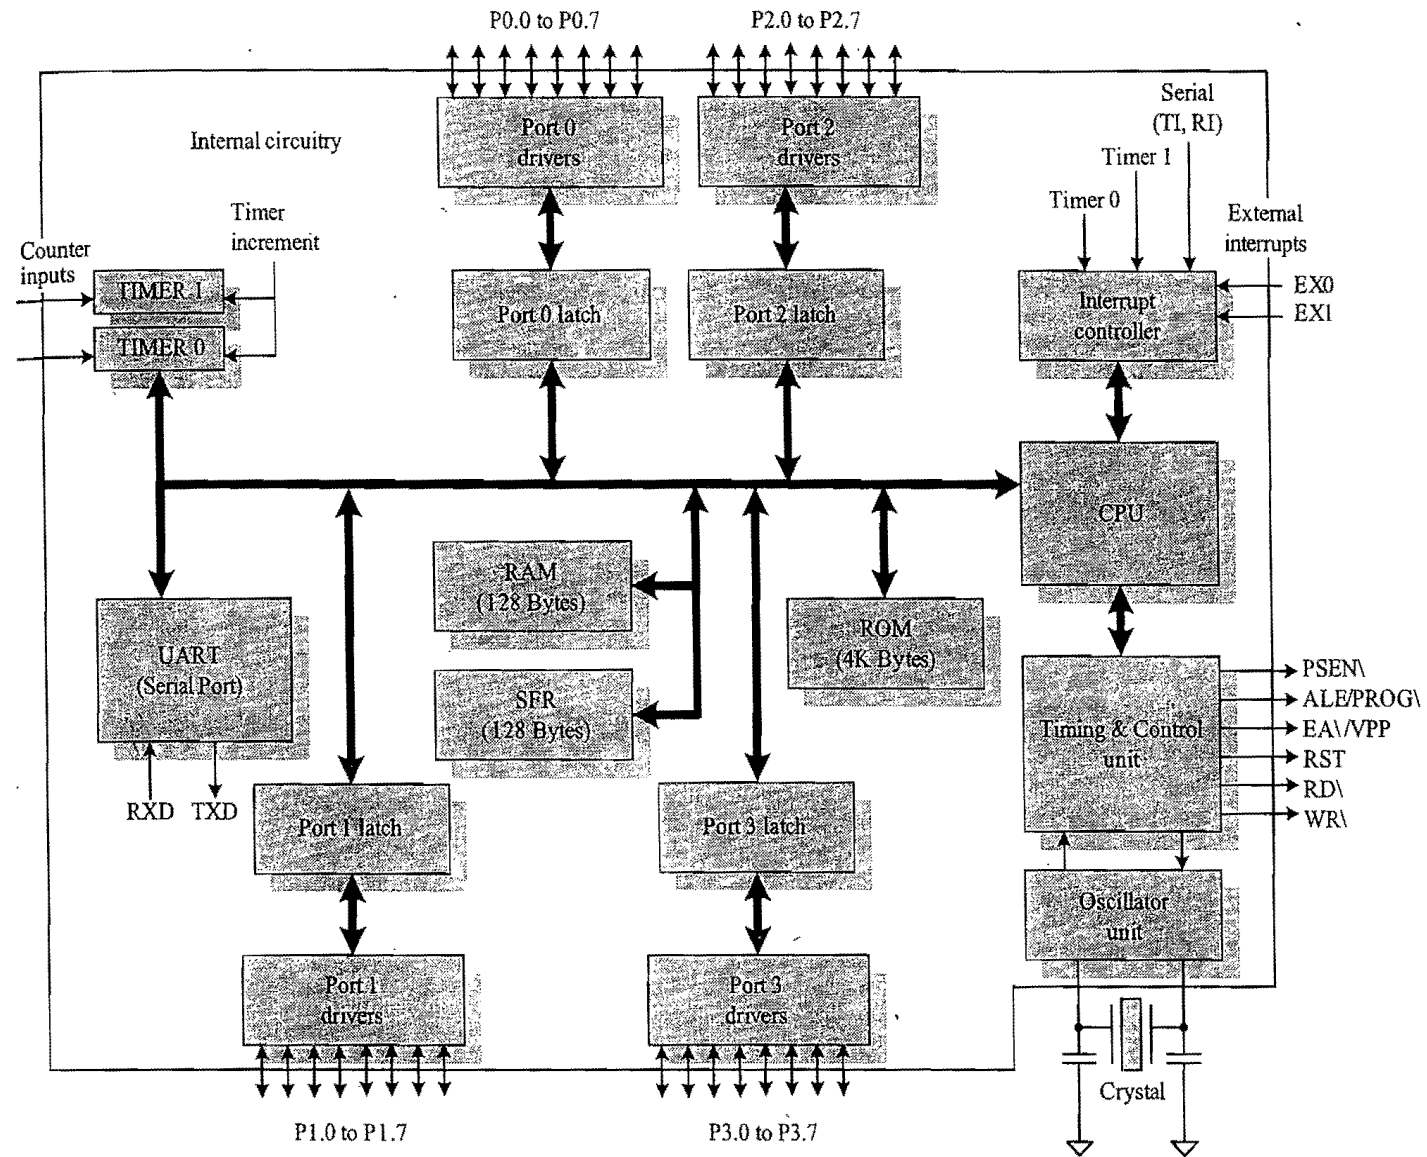 P0.0 to P0.7
P2.0 to P2.7
Port 0
drivers
Port 2
drivers
Serial
(TI, RI)
Timer 1
Timer 0
Internal circuitry
Timer
increment
Counter
inputs
External
interrupts
TIMER 1
TIMER 0
Port 0 latch
Port 2 latch
Interrupt
controller
EX0
EX1
CPU
RAM
(128 Bytes)
ROM
(4K Bytes)
UART
(Serial Port)
SFR
(128 Bytes)
Timing & Control
unit
PSEN\
ALE/PROG\
EA\/VPP
RST
RD\
WR\
RXD
TXD
Port 1 latch
Port 3 latch
Oscillator
unit
Port 1
drivers
Port 3
drivers
Crystal
P1.0 to P1.7
P3.0 to P3.7